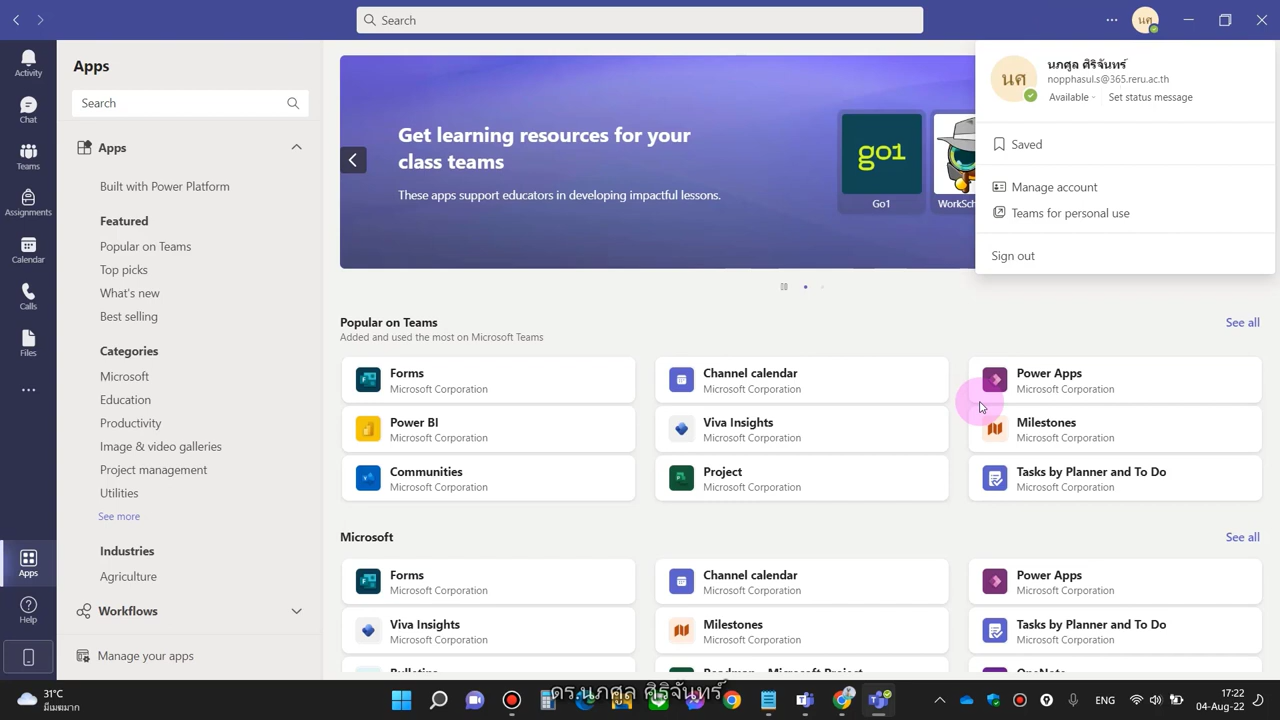 Search
นศ
Activity
Chat
Teams
Assignments
Calendar
Calls
Files
Apps
Help
Apps
Search
Apps
Built with Power Platform
Featured
Popular on Teams
Top picks
What's new
Best selling
Categories
Microsoft
Education
Productivity
Image & video galleries
Project management
Utilities
See more
Industries
Agriculture
Workflows
Manage your apps
Get learning resources for your
class teams
These apps support educators in developing impactful lessons.
go1
Go1
นศ
นภศูล ศิริจันทร์
nopphasul.s@365.reru.ac.th
Available
Set status message
Saved
Manage account
Teams for personal use
Sign out
Popular on Teams
See all
Added and used the most on Microsoft Teams
Forms
Microsoft Corporation
Channel calendar
Microsoft Corporation
Power Apps
Microsoft Corporation
Power BI
Microsoft Corporation
Viva Insights
Microsoft Corporation
Milestones
Microsoft Corporation
Communities
Microsoft Corporation
Project
Microsoft Corporation
Tasks by Planner and To Do
Microsoft Corporation
Microsoft
See all
Forms
Microsoft Corporation
Channel calendar
Microsoft Corporation
Power Apps
Microsoft Corporation
Viva Insights
Microsoft Corporation
Milestones
Microsoft Corporation
Tasks by Planner and To Do
Microsoft Corporation
31°C
มีเมฆมาก
ดร.นภศูล ศิริจันทร์
ENG
17:22
04-Aug-22